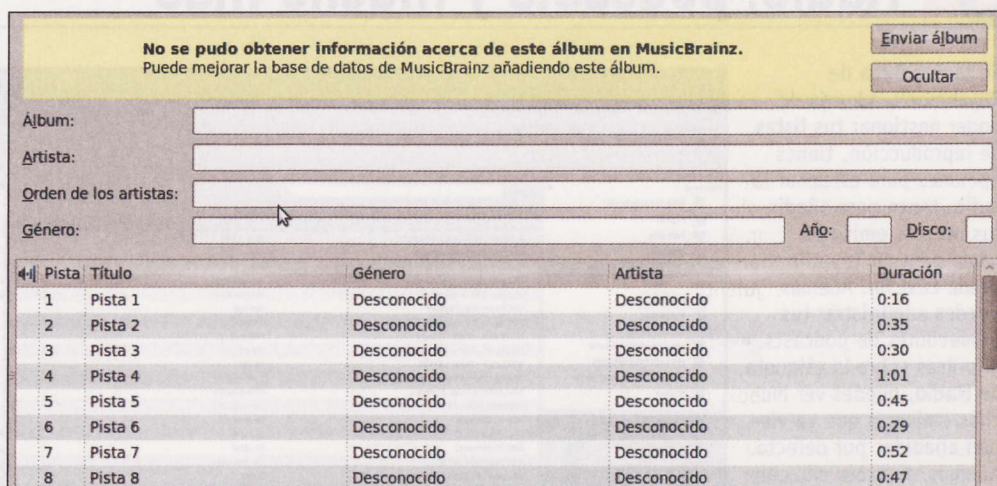 No se pudo obtener información acerca de este álbum en MusicBrainz.
Puede mejorar la base de datos de MusicBrainz añadiendo este álbum.
Enviar álbum
Ocultar
Álbum:
Artista:
Orden de los artistas:
Género: Año: Disco:
Pista Título Género Artista Duración
1 Pista 1 Desconocido Desconocido 0:16
2 Pista 2 Desconocido Desconocido 0:35
3 Pista 3 Desconocido Desconocido 0:30
4 Pista 4 Desconocido Desconocido 1:01
5 Pista 5 Desconocido Desconocido 0:45
6 Pista 6 Desconocido Desconocido 0:29
7 Pista 7 Desconocido Desconocido 0:52
8 Pista 8 Desconocido Desconocido 0:47